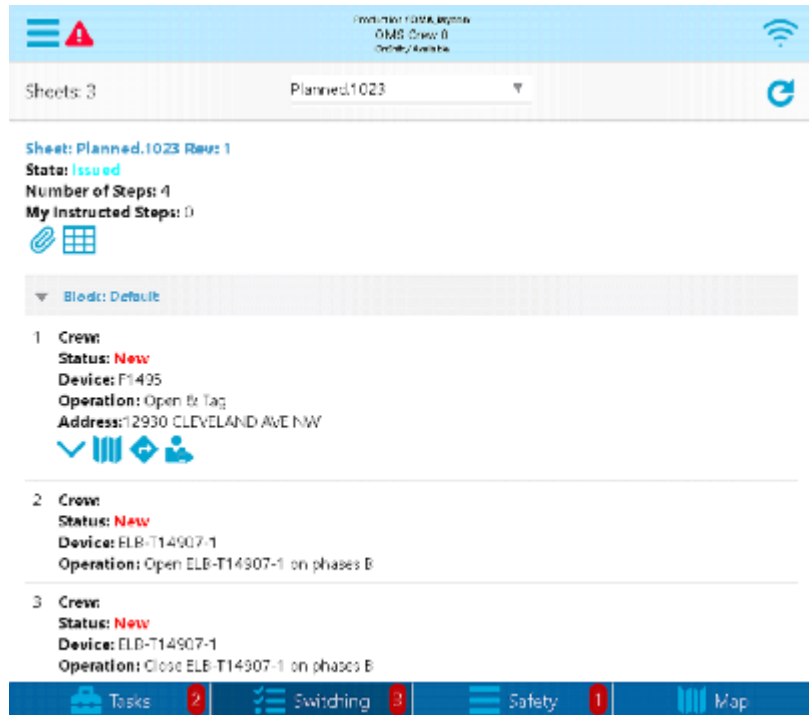 OMS Crew 0
Sheets: 3
Planned.1023
Sheet: Planned.1023 Rev: 1
State: Issued
Number of Steps: 4
My Instructed Steps: 0
Block: Default
1 Crew:
Status: New
Device: F1495
Operation: Open & Tag
Address:12930 CLEVELAND AVE NW
2 Crew:
Status: New
Device: ELB-T14907-1
Operation: Open ELB-T14907-1 on phases B
3 Crew:
Status: New
Device: ELB-T14907-1
Operation: Close ELB-T14907-1 on phases B
Tasks 2 Switching 3 Safety 1 Map